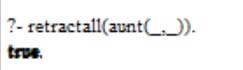 ?- retractall(aunt(_,_)).
true.